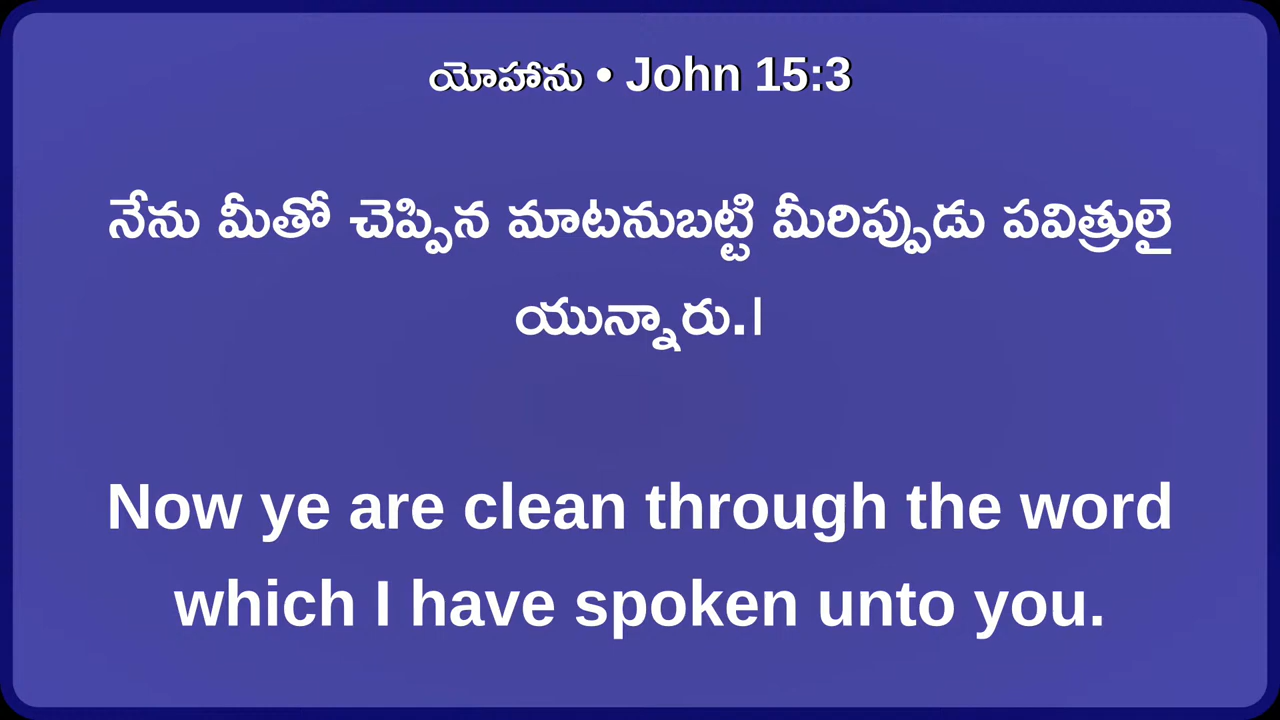 యోహాను • John 15:3
నేను మీతో చెప్పిన మాటనుబట్టి మీరిప్పుడు పవిత్రులై
యున్నారు.।
Now ye are clean through the word
which I have spoken unto you.